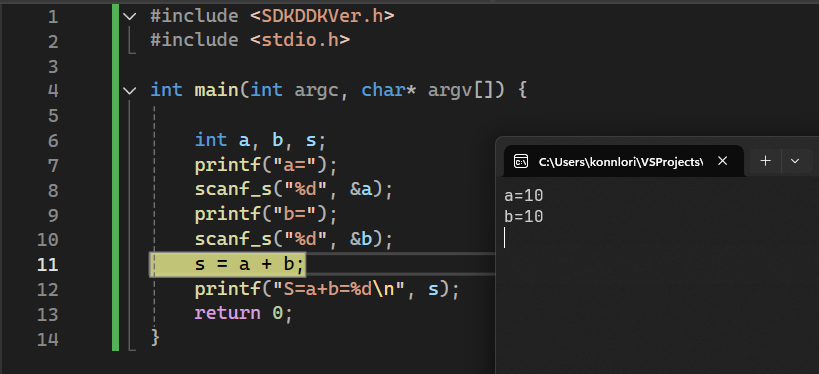 1 #include <SDKDDKVer.h>
2 #include <stdio.h>
3
4 int main(int argc, char* argv[]) {
5
6 int a, b, s;
7 printf("a=");
8 scanf_s("%d", &a);
9 printf("b=");
10 scanf_s("%d", &b);
11 s = a + b;
12 printf("S=a+b=%d\n", s);
13 return 0;
14 }
C:\Users\konnlori\VSProjects\
a=10
b=10